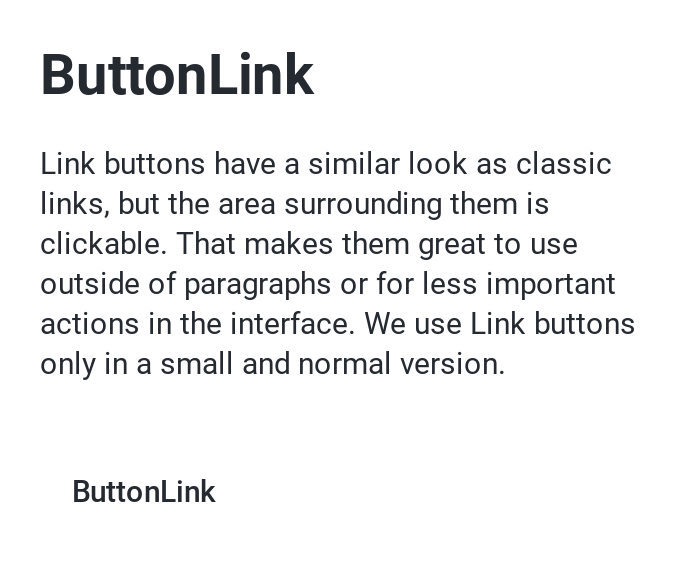 ButtonLink
Link buttons have a similar look as classic
links, but the area surrounding them is
clickable. That makes them great to use
outside of paragraphs or for less important
actions in the interface. We use Link buttons
only in a small and normal version.
ButtonLink